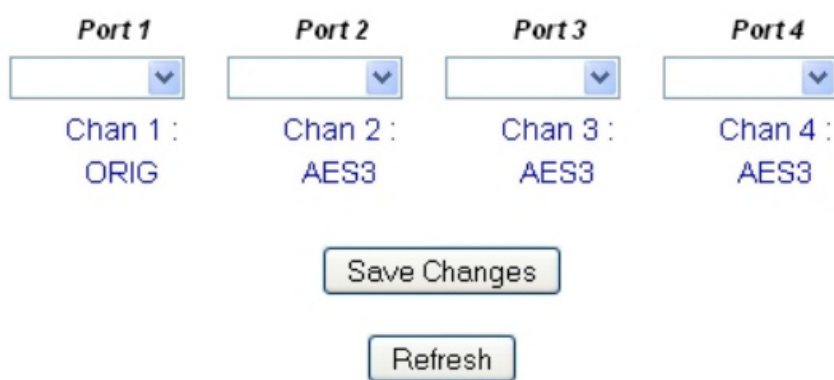 Port 1 Port 2 Port 3 Port 4
Chan 1 : Chan 2 : Chan 3 : Chan 4 :
ORIG AES3 AES3 AES3
Save Changes
Refresh